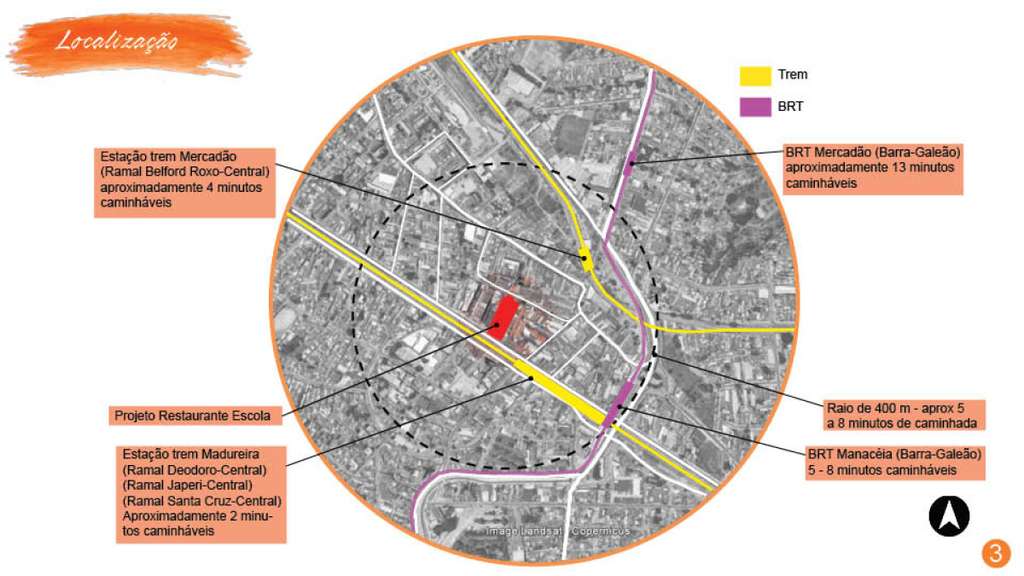 Localização
Trem
BRT
Estação trem Mercadão
(Ramal Belford Roxo-Central)
aproximadamente 4 minutos
caminháveis
BRT Mercadão (Barra-Galeão)
aproximadamente 13 minutos
caminháveis
Projeto Restaurante Escola
Raio de 400 m - aprox 5
a 8 minutos de caminhada
Estação trem Madureira
(Ramal Deodoro-Central)
(Ramal Japeri-Central)
(Ramal Santa Cruz-Central)
Aproximadamente 2 minu-
tos caminháveis
BRT Manacéia (Barra-Galeão)
5 - 8 minutos caminháveis
Image Landsat / Copernicus
3